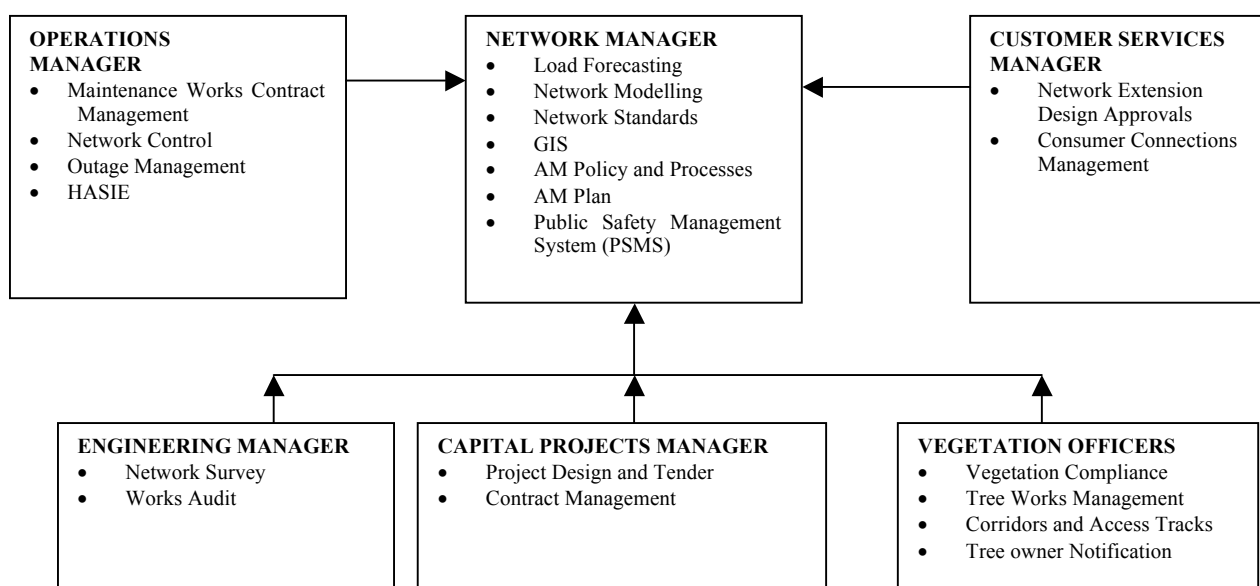 OPERATIONS
MANAGER
• Maintenance Works Contract
Management
• Network Control
• Outage Management
• HASIE
NETWORK MANAGER
• Load Forecasting
• Network Modelling
• Network Standards
• GIS
• AM Policy and Processes
• AM Plan
• Public Safety Management
System (PSMS)
CUSTOMER SERVICES
MANAGER
• Network Extension
Design Approvals
• Consumer Connections
Management
ENGINEERING MANAGER
• Network Survey
• Works Audit
CAPITAL PROJECTS MANAGER
• Project Design and Tender
• Contract Management
VEGETATION OFFICERS
• Vegetation Compliance
• Tree Works Management
• Corridors and Access Tracks
• Tree owner Notification